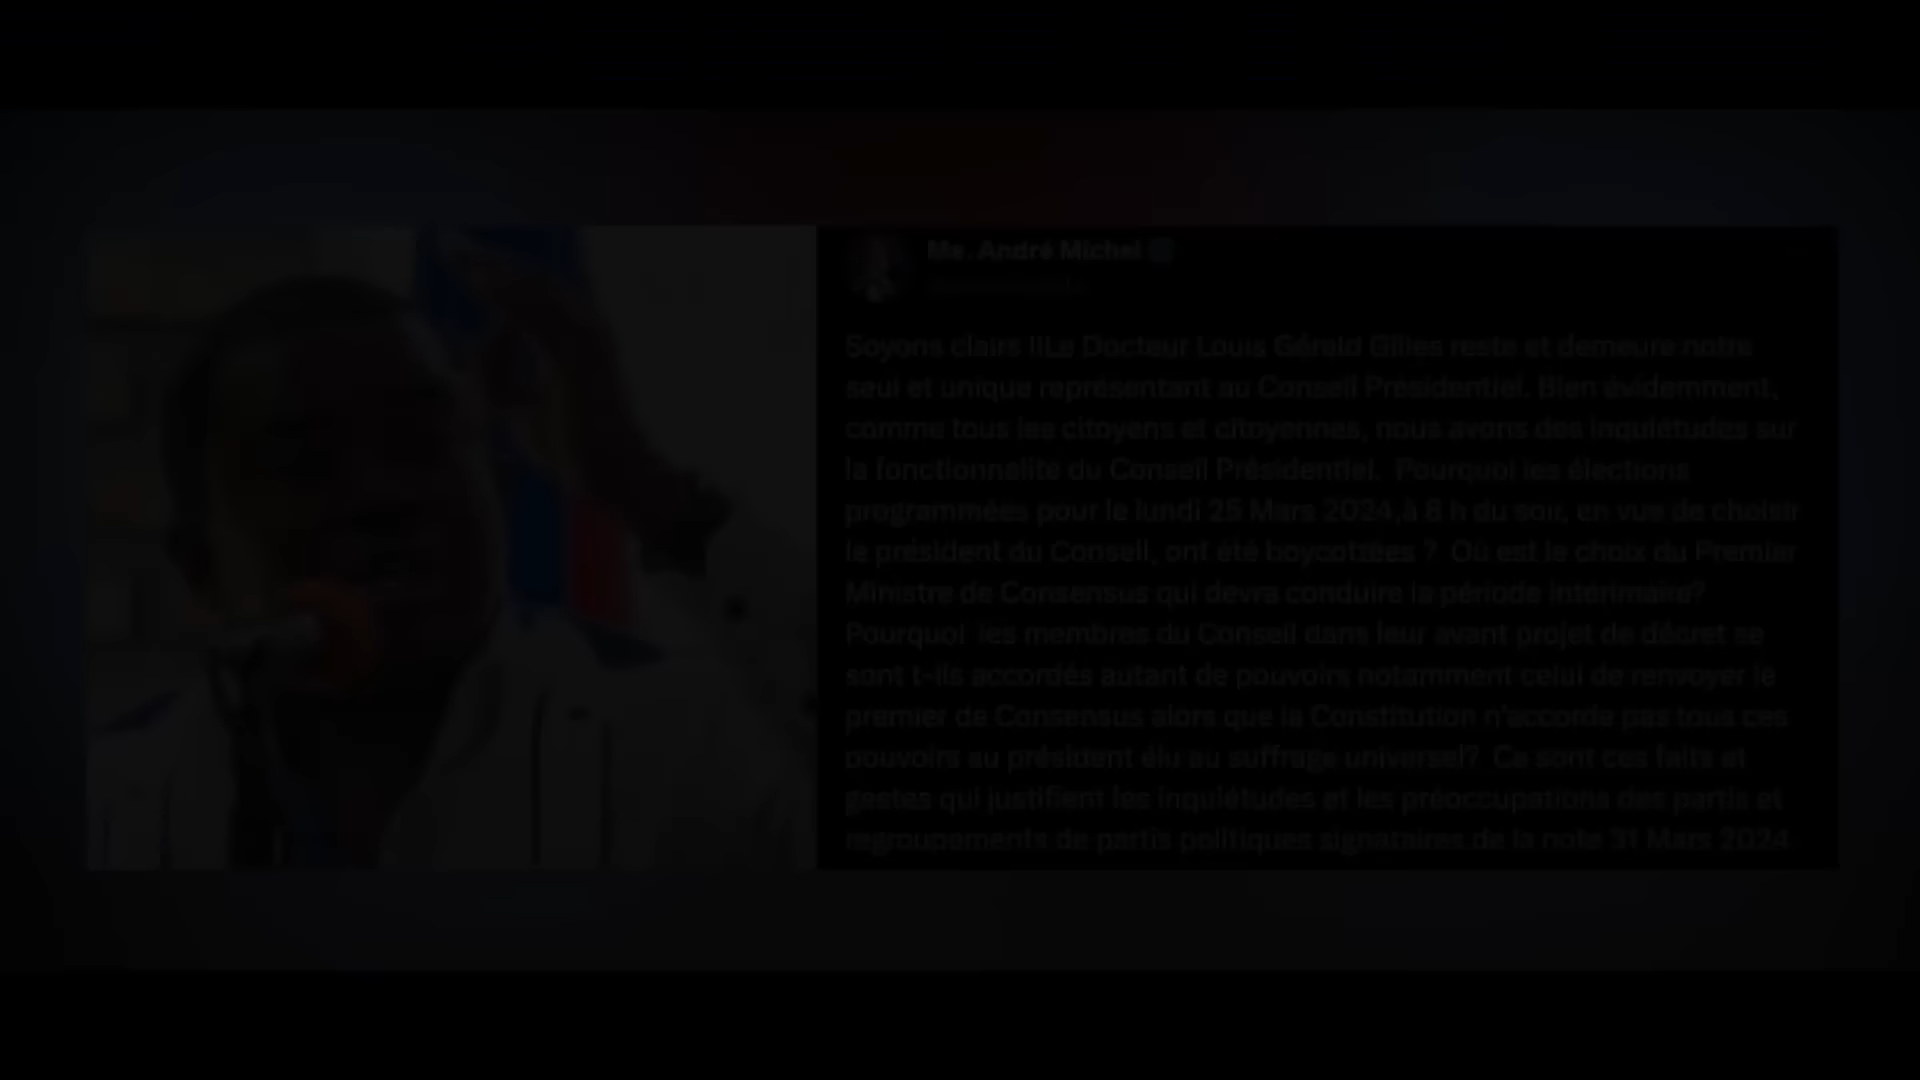 Me. André Michel
Soyons clairs !!Le Docteur Louis Gérald Gilles reste et demeure notre
seul et unique représentant au Conseil Présidentiel. Bien évidemment,
comme tous les citoyens et citoyennes, nous avons des inquiétudes sur
la fonctionnalité du Conseil Présidentiel. Pourquoi les élections
programmées pour le lundi 25 Mars 2024,à 8 h du soir, en vue de choisir
le président du Conseil, ont été boycottées ? Où est le choix du Premier
Ministre de Consensus qui devra conduire la période intérimaire?
Pourquoi les membres du Conseil dans leur avant projet de décret se
sont t-ils accordés autant de pouvoirs notamment celui de renvoyer le
premier de Consensus alors que la Constitution n'accorde pas tous ces
pouvoirs au président élu au suffrage universel? Ce sont ces faits et
gestes qui justifient les inquiétudes et les préoccupations des partis et
regroupements de partis politiques signataires de la note 31 Mars 2024